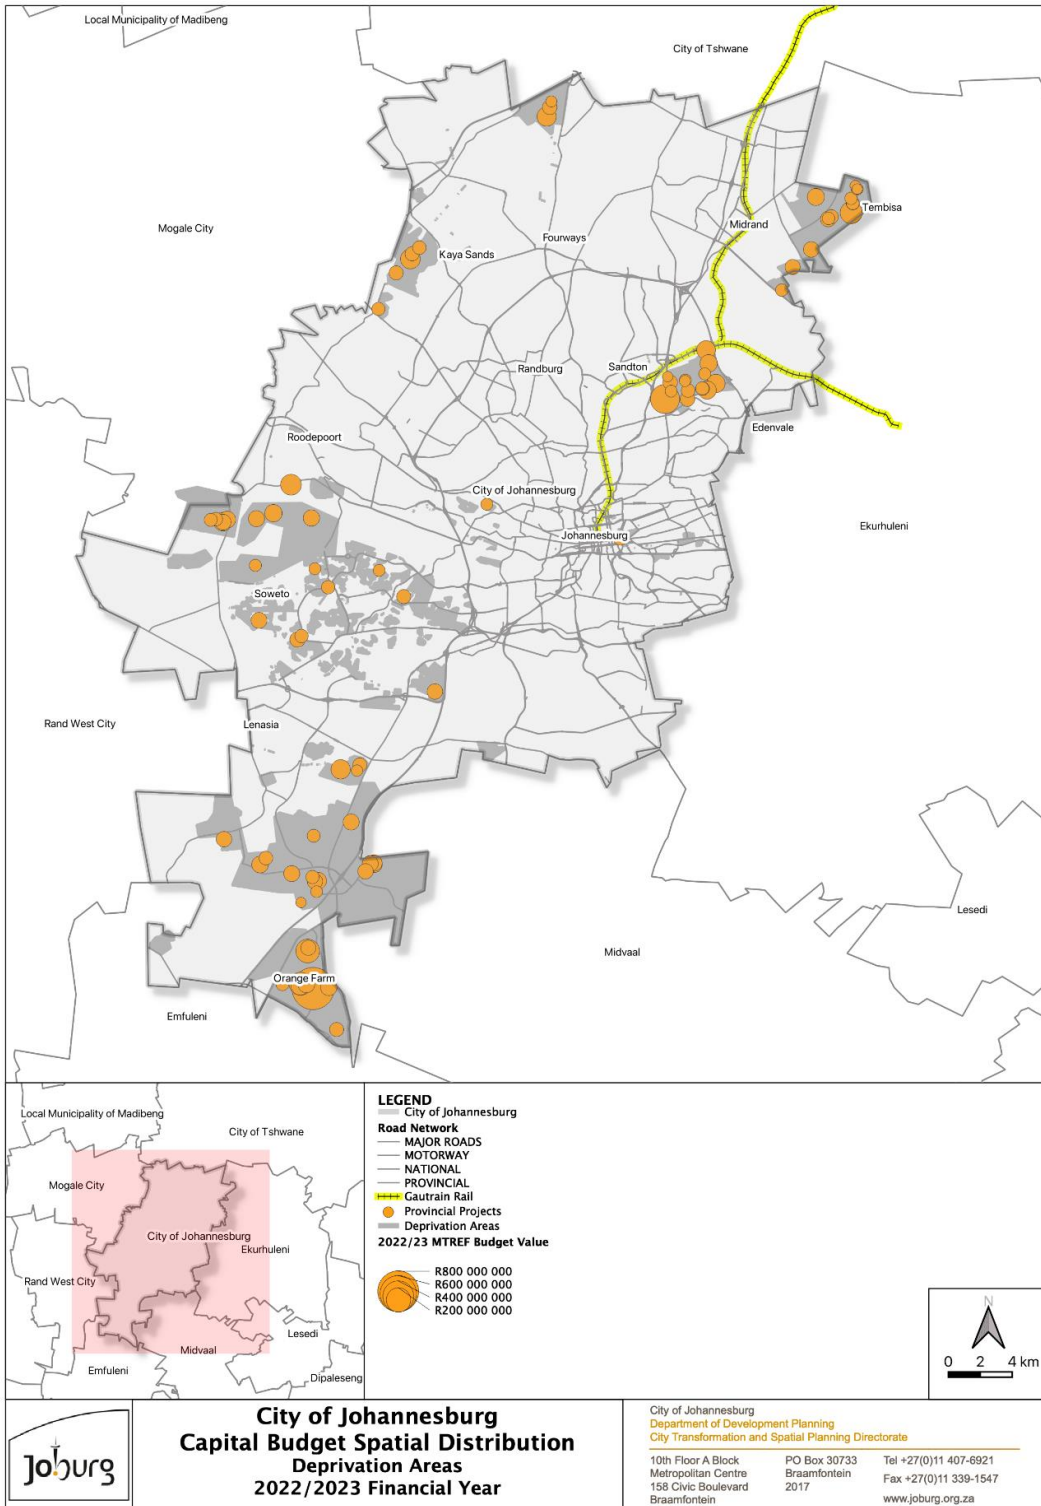 Local Municipality of Madibeng
City of Tshwane
Mogale City
Tembisa
Midrand
Fourways
Kaya Sands
Randburg
Sandton
Edenvale
Roodepoort
City of Johannesburg
Ekurhuleni
Johannesburg
Soweto
Rand West City
Lenasia
Lesedi
Midvaal
Orange Farm
Emfuleni
Local Municipality of Madibeng
City of Tshwane
Mogale City
City of Johannesburg
Ekurhuleni
Rand West City
Lesedi
Midvaal
Emfuleni
Dipaleseng
LEGEND
City of Johannesburg
Road Network
MAJOR ROADS
MOTORWAY
NATIONAL
PROVINCIAL
Gautrain Rail
Provincial Projects
Deprivation Areas
2022/23 MTREF Budget Value
R800 000 000
R600 000 000
R400 000 000
R200 000 000
N
0 2 4 km
Joburg
City of Johannesburg
Capital Budget Spatial Distribution
Deprivation Areas
2022/2023 Financial Year
City of Johannesburg
Department of Development Planning
City Transformation and Spatial Planning Directorate
10th Floor A Block
Metropolitan Centre
158 Civic Boulevard
Braamfontein
PO Box 30733
Braamfontein
2017
Tel +27(0)11 407-6921
Fax +27(0)11 339-1547
www.joburg.org.za